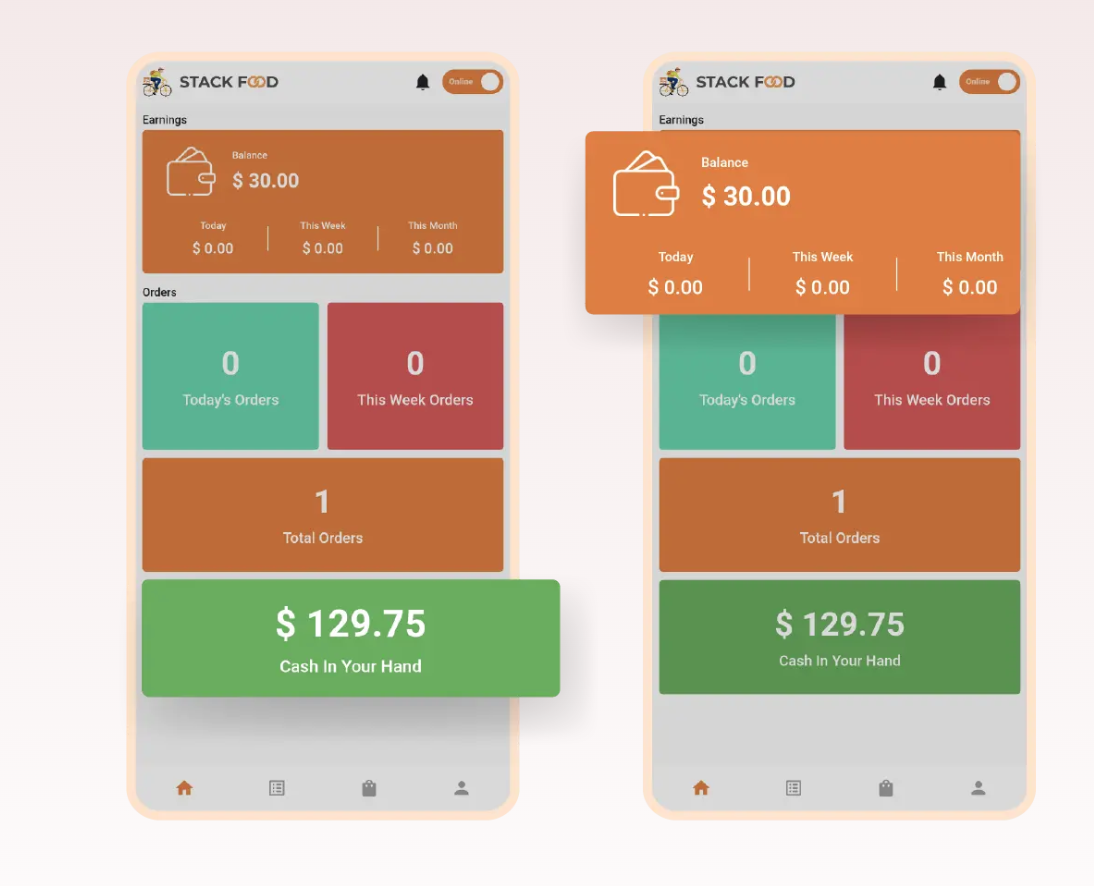 STACK FOOD
Online
Earnings
Balance
$ 30.00
Today
This Week
This Month
$ 0.00
$ 0.00
$ 0.00
Orders
0
0
Today's Orders
This Week Orders
1
Total Orders
$ 129.75
Cash In Your Hand
STACK FOOD
Online
Earnings
Balance
$ 30.00
Today
This Week
This Month
$ 0.00
$ 0.00
$ 0.00
0
0
Today's Orders
This Week Orders
1
Total Orders
$ 129.75
Cash In Your Hand